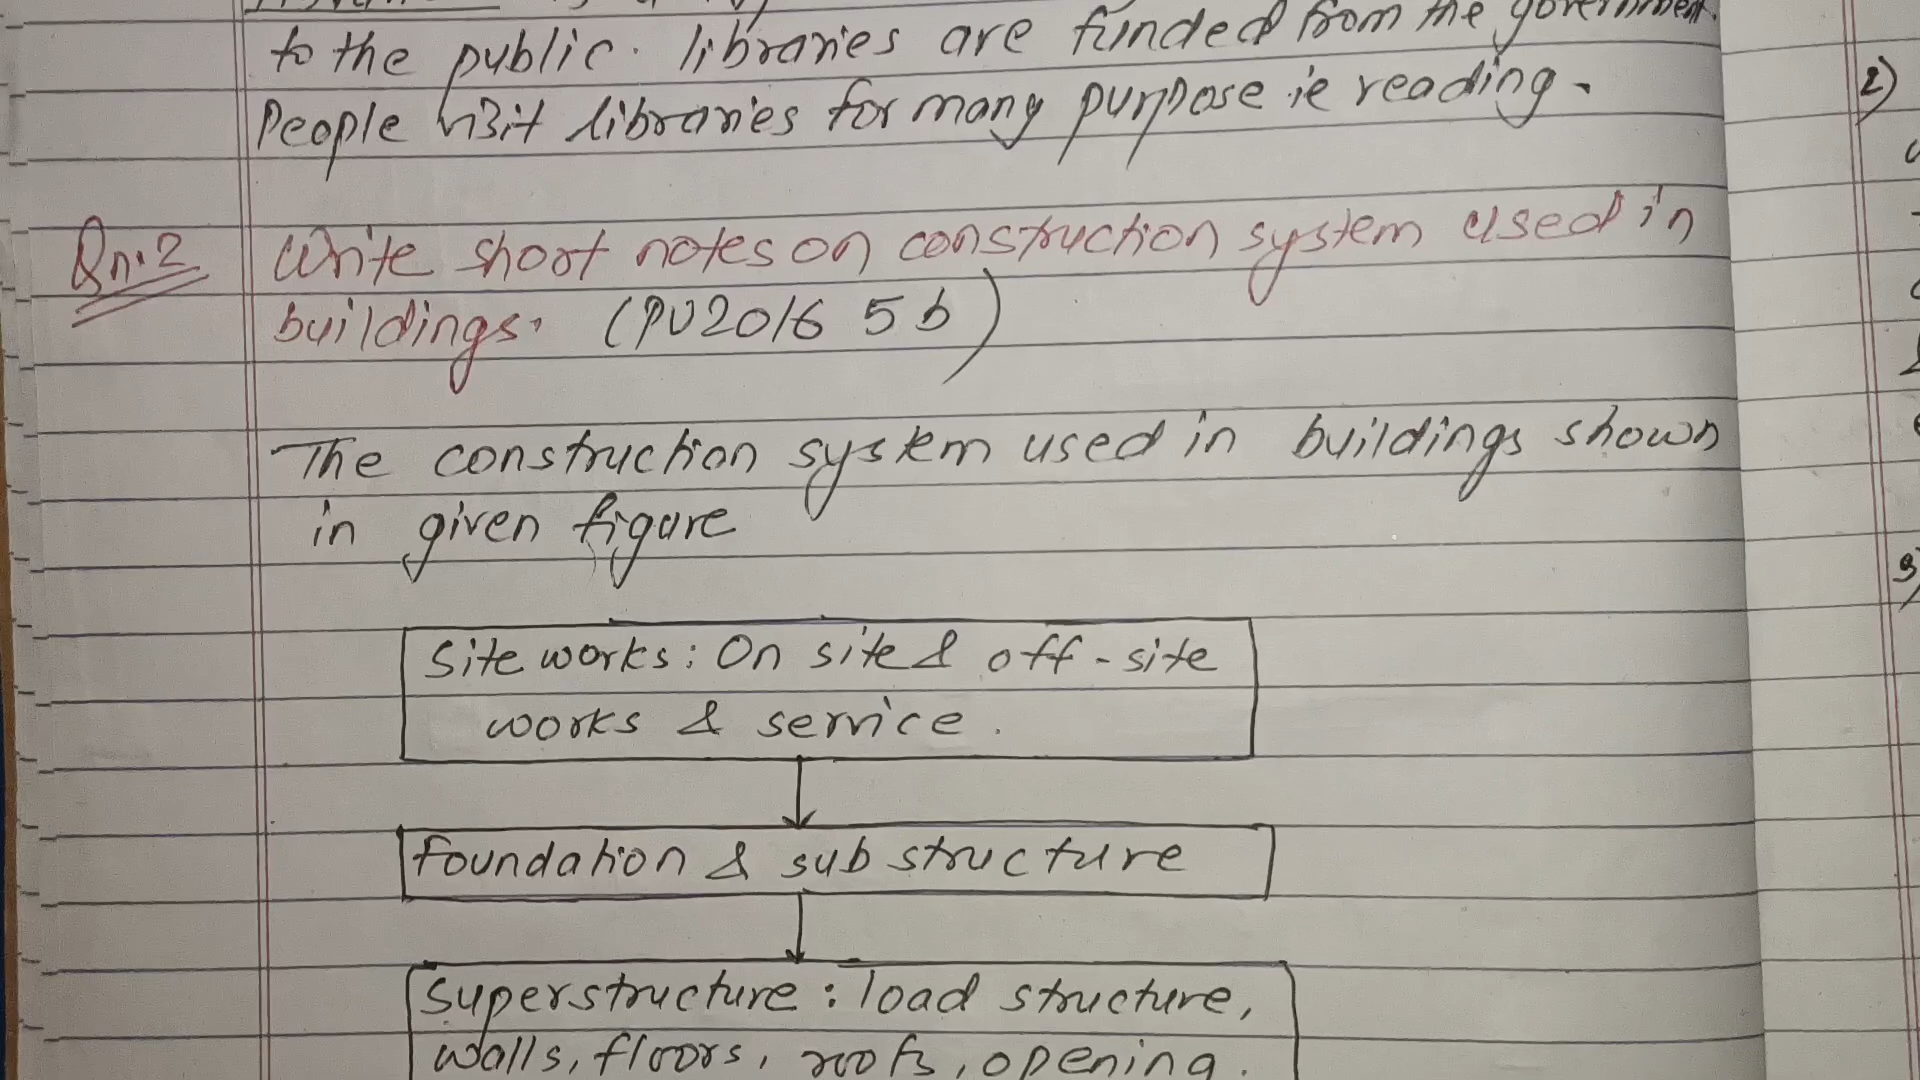 to the public. libraries are funded from the government.
People visit libraries for many purpose ie reading.
Qn.2 Write short notes on construction system used in
buildings. (PU2016 5b)
The construction system used in buildings shown
in given figure
Site works: On site & off-site
works & service.
foundation & sub structure
Superstructure: load structure,
walls, floors, roofs, opening.
2)
3)